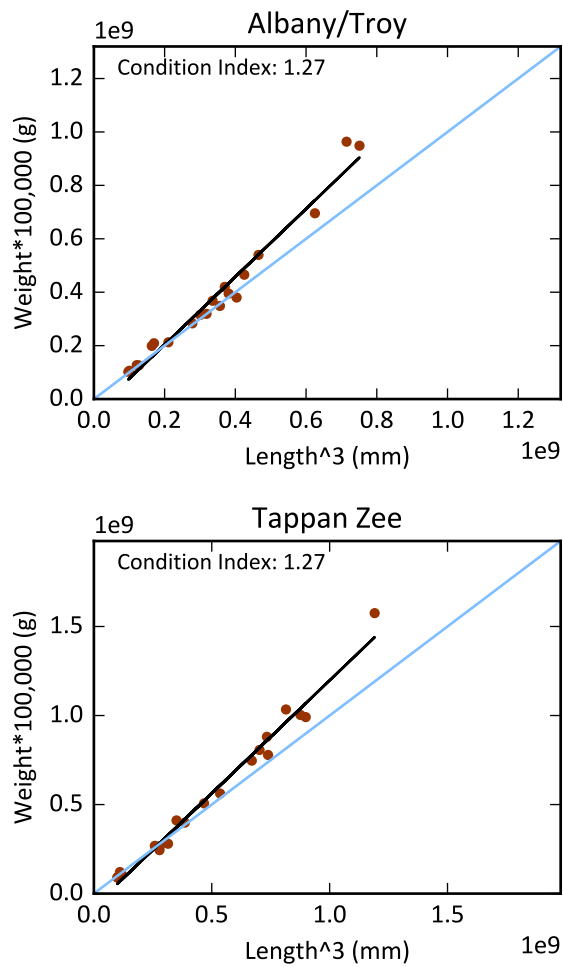 Albany/Troy
1e9
Condition Index: 1.27
1.2
1.0
0.8
0.6
0.4
0.2
0.0
Weight*100,000 (g)
0.0 0.2 0.4 0.6 0.8 1.0 1.2
Length^3 (mm)
1e9
Tappan Zee
1e9
Condition Index: 1.27
1.5
1.0
0.5
0.0
Weight*100,000 (g)
0.0 0.5 1.0 1.5
Length^3 (mm)
1e9